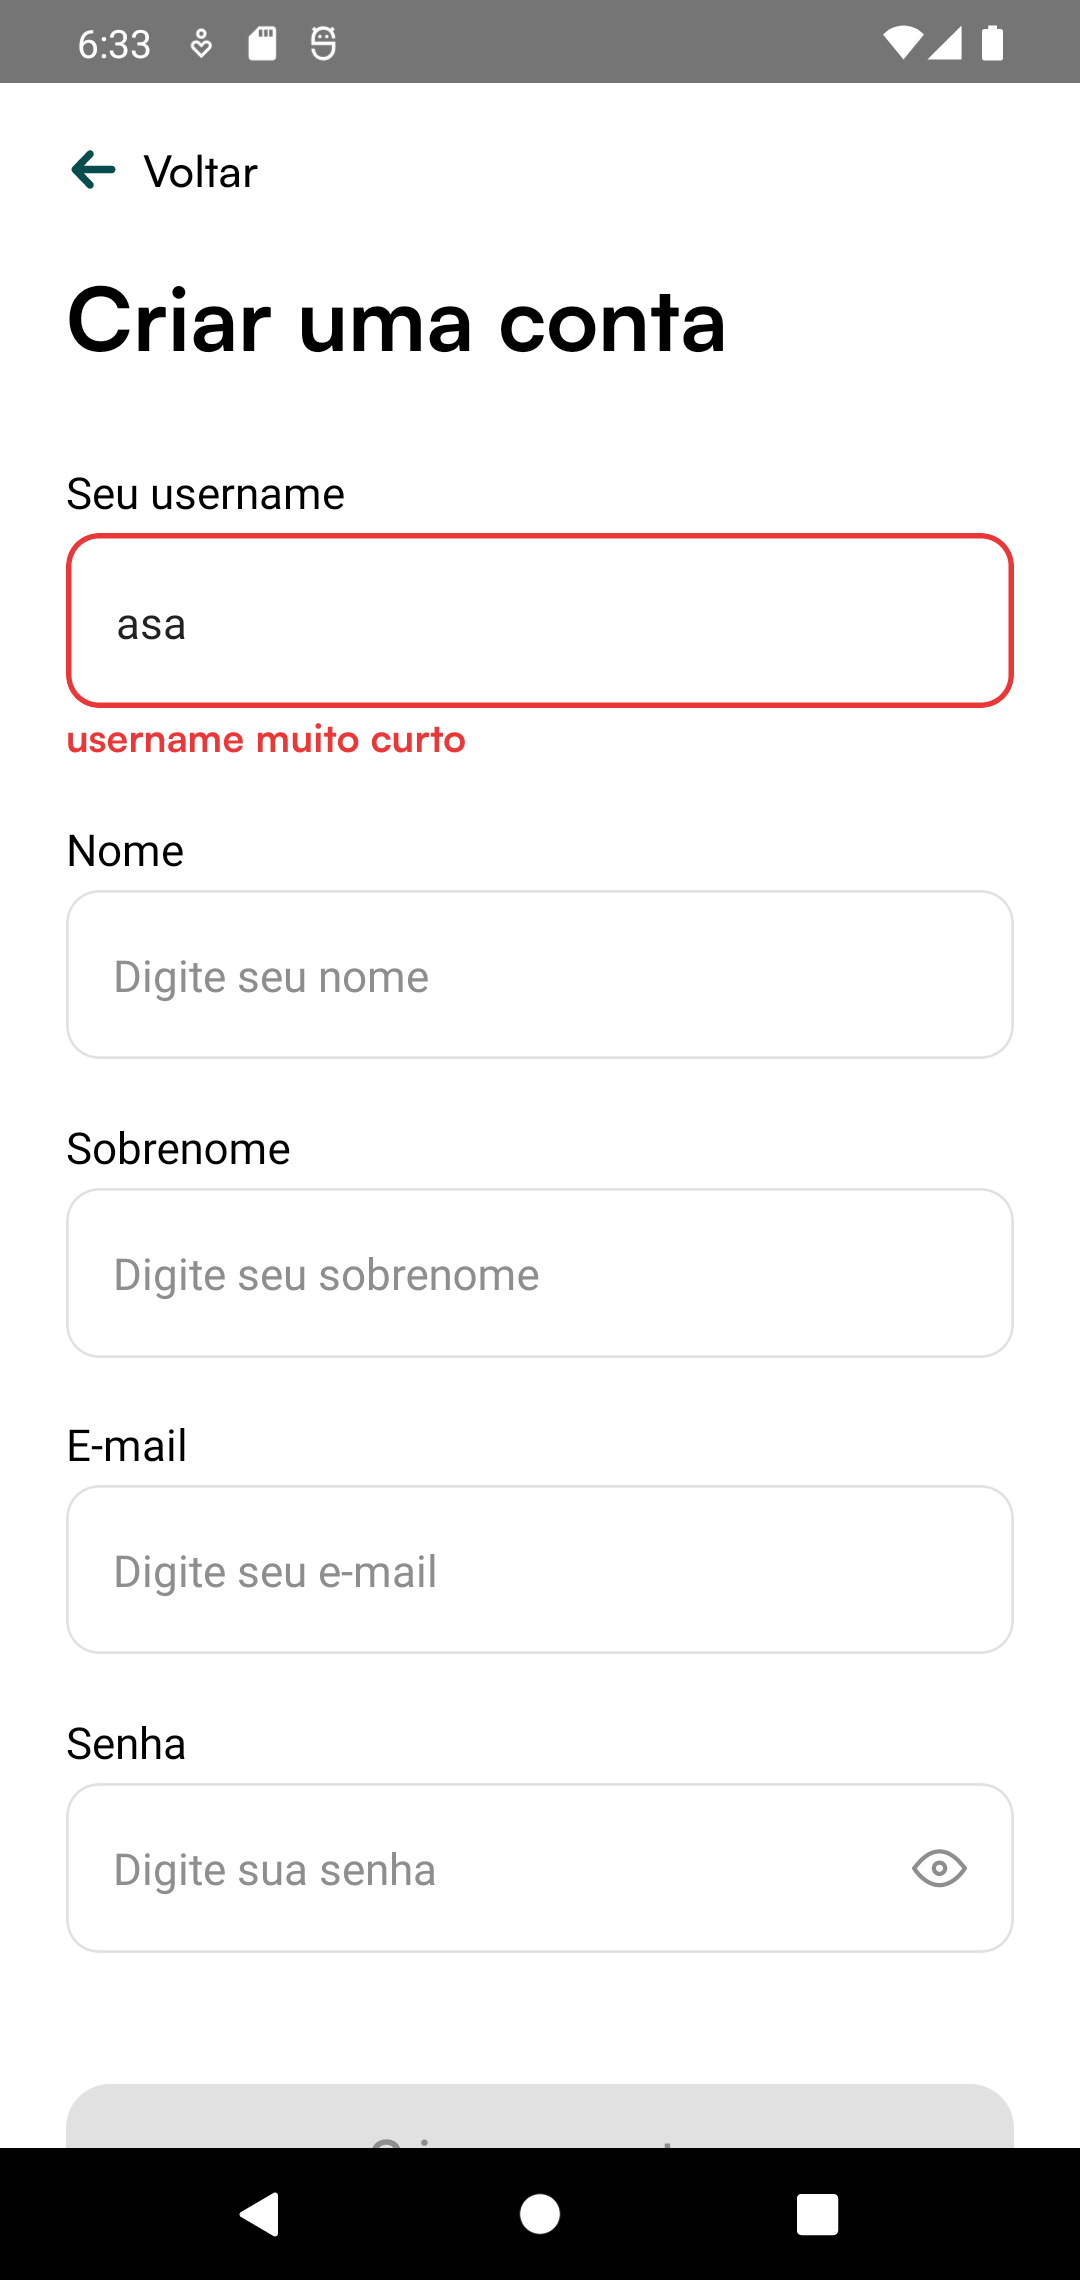 6:33
Voltar
Criar uma conta
Seu username
asa
username muito curto
Nome
Digite seu nome
Sobrenome
Digite seu sobrenome
E-mail
Digite seu e-mail
Senha
Digite sua senha